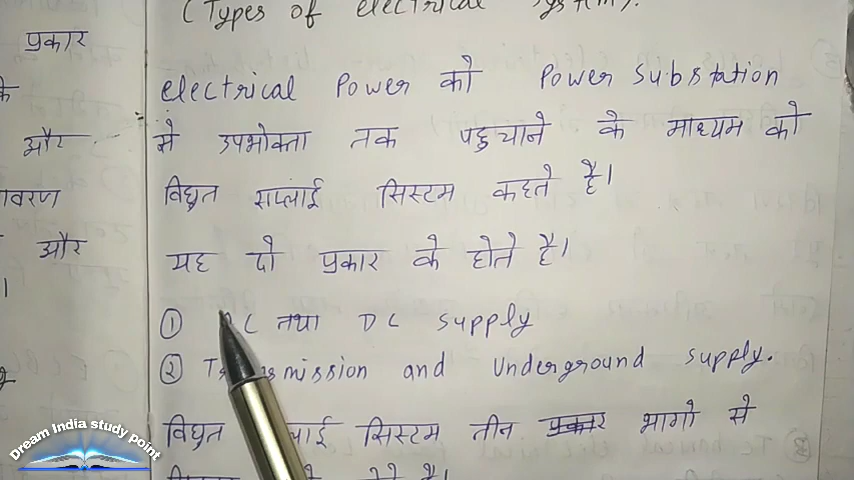 (Types of electrical System).
प्रकार
के
और
वरण
और
electrical Power को Power Substation
से उपभोक्ता तक पहुचाने के माध्यम को
विधुत सप्लाई सिस्टम कहते है।
यह दो प्रकार के होते है।
① तथा DC Supply
② and Underground Supply.
विधुत सिस्टम तीन प्रकार भागो मे
Dream India study point